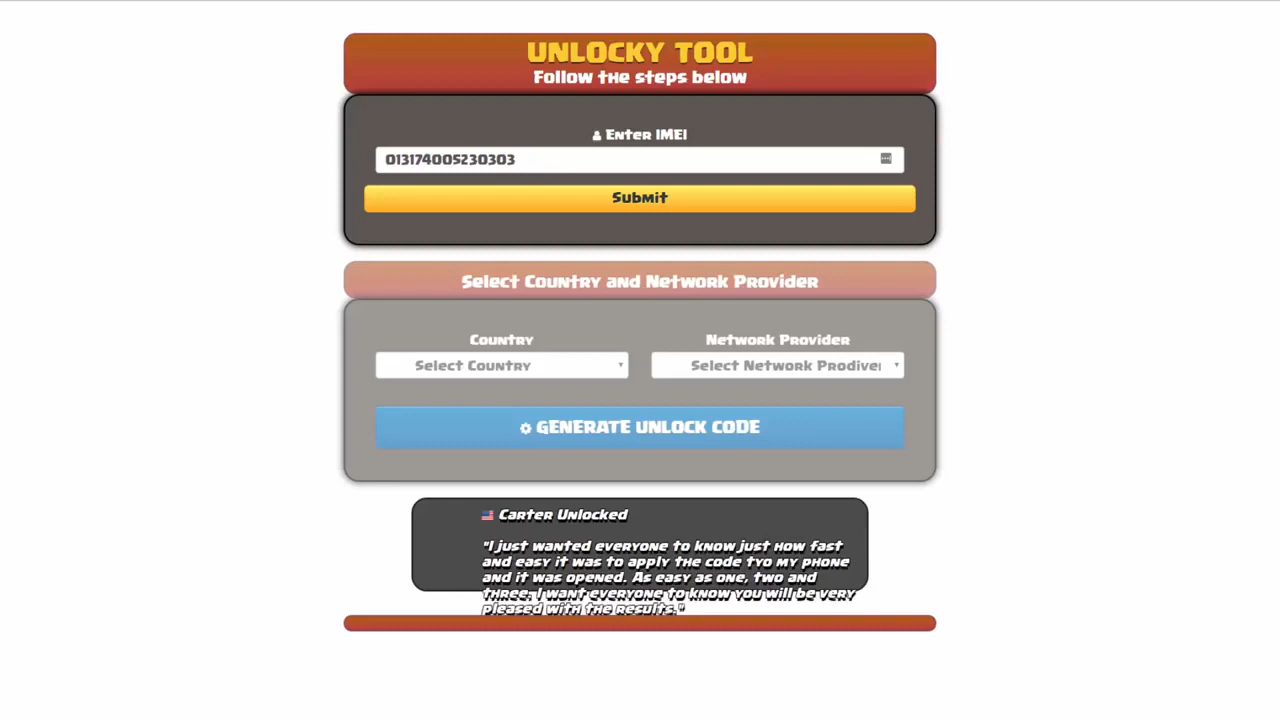 UNLOCKY TOOL
Follow the steps below
Enter IMEI
013174005230303
Submit
Select Country and Network Provider
Country
Network Provider
Select Country
Select Network Prodiver
GENERATE UNLOCK CODE
Carter Unlocked
"I just wanted everyone to know just how fast
and easy it was to apply the code tyo my phone
and it was opened. As easy as one, two and
three. I want everyone to know you will be very
pleased with the results."